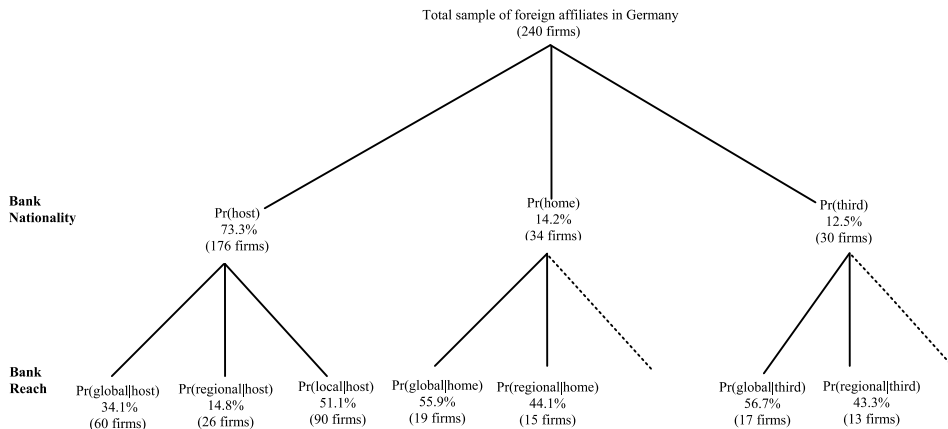 Total sample of foreign affiliates in Germany
(240 firms)
Bank
Nationality
Pr(host)
73.3%
(176 firms)
Pr(home)
14.2%
(34 firms)
Pr(third)
12.5%
(30 firms)
Bank
Reach
Pr(global|host)
34.1%
(60 firms)
Pr(regional|host)
14.8%
(26 firms)
Pr(local|host)
51.1%
(90 firms)
Pr(global|home)
55.9%
(19 firms)
Pr(regional|home)
44.1%
(15 firms)
Pr(global|third)
56.7%
(17 firms)
Pr(regional|third)
43.3%
(13 firms)